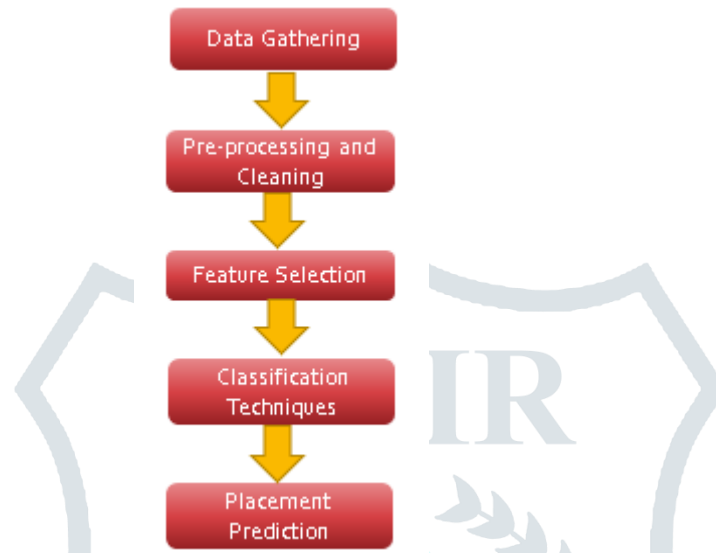 Data Gathering
Pre-processing and
Cleaning
Feature Selection
Classification
Techniques
IR
Placement
Prediction